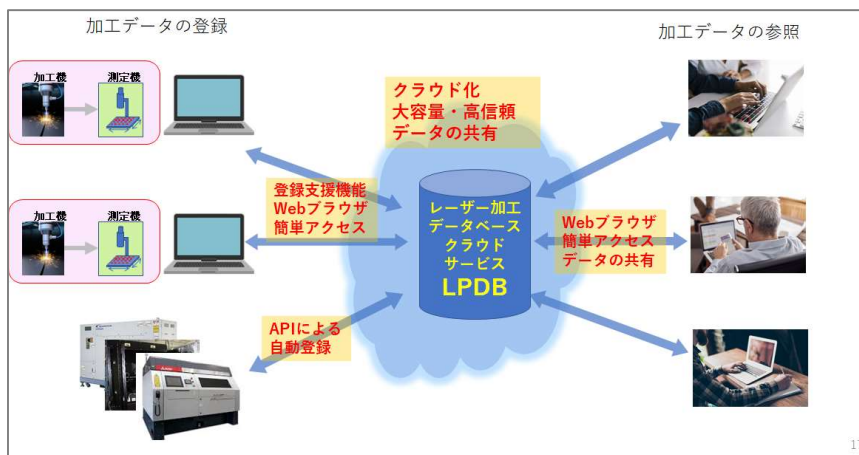 加工データの登録
加工データの参照
加工機
測定機
クラウド化
大容量・高信頼
データの共有
登録支援機能
Webブラウザ
簡単アクセス
加工機
測定機
レーザー加工
データベース
クラウド
サービス
LPDB
Webブラウザ
簡単アクセス
データの共有
APIによる
自動登録